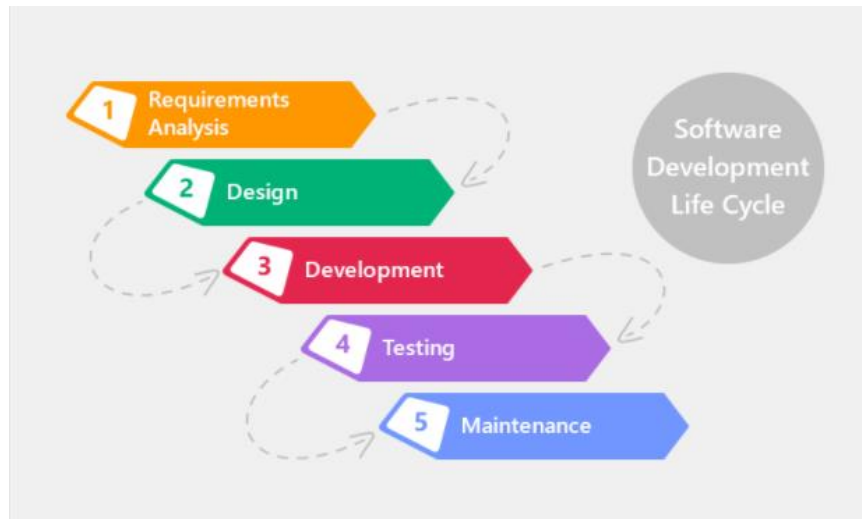 1
Requirements
Analysis
2
Design
3
Development
4
Testing
5
Maintenance
Software
Development
Life Cycle